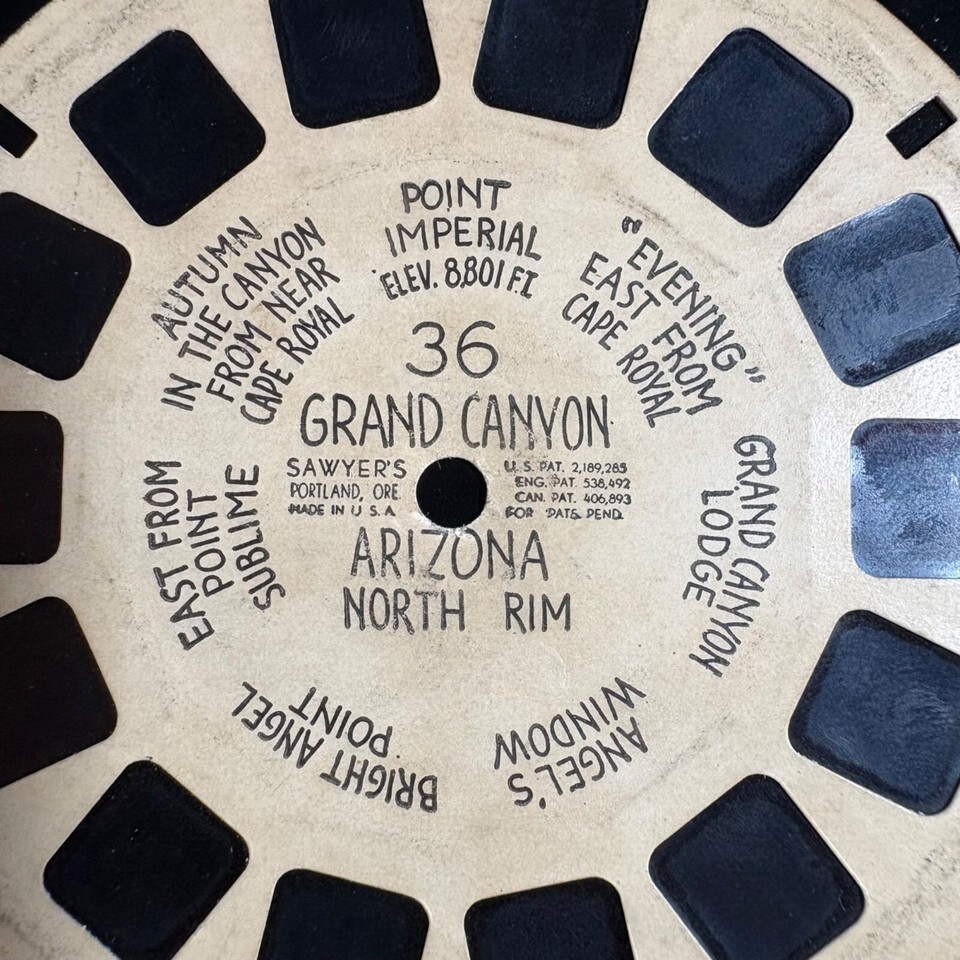 POINT
IMPERIAL
ELEV. 8,801 FT.
"EVENING"
EAST FROM
CAPE ROYAL
GRAND CANYON
LODGE
ANGEL'S
WINDOW
BRIGHT ANGEL
POINT
EAST FROM
POINT
SUBLIME
AUTUMN
IN THE CANYON
FROM NEAR
CAPE ROYAL
36
GRAND CANYON
SAWYER'S
PORTLAND, ORE.
MADE IN U S A
U. S. PAT. 2,189,285
ENG. PAT. 538,492
CAN. PAT. 406,893
FOR PATS. PEND.
ARIZONA
NORTH RIM